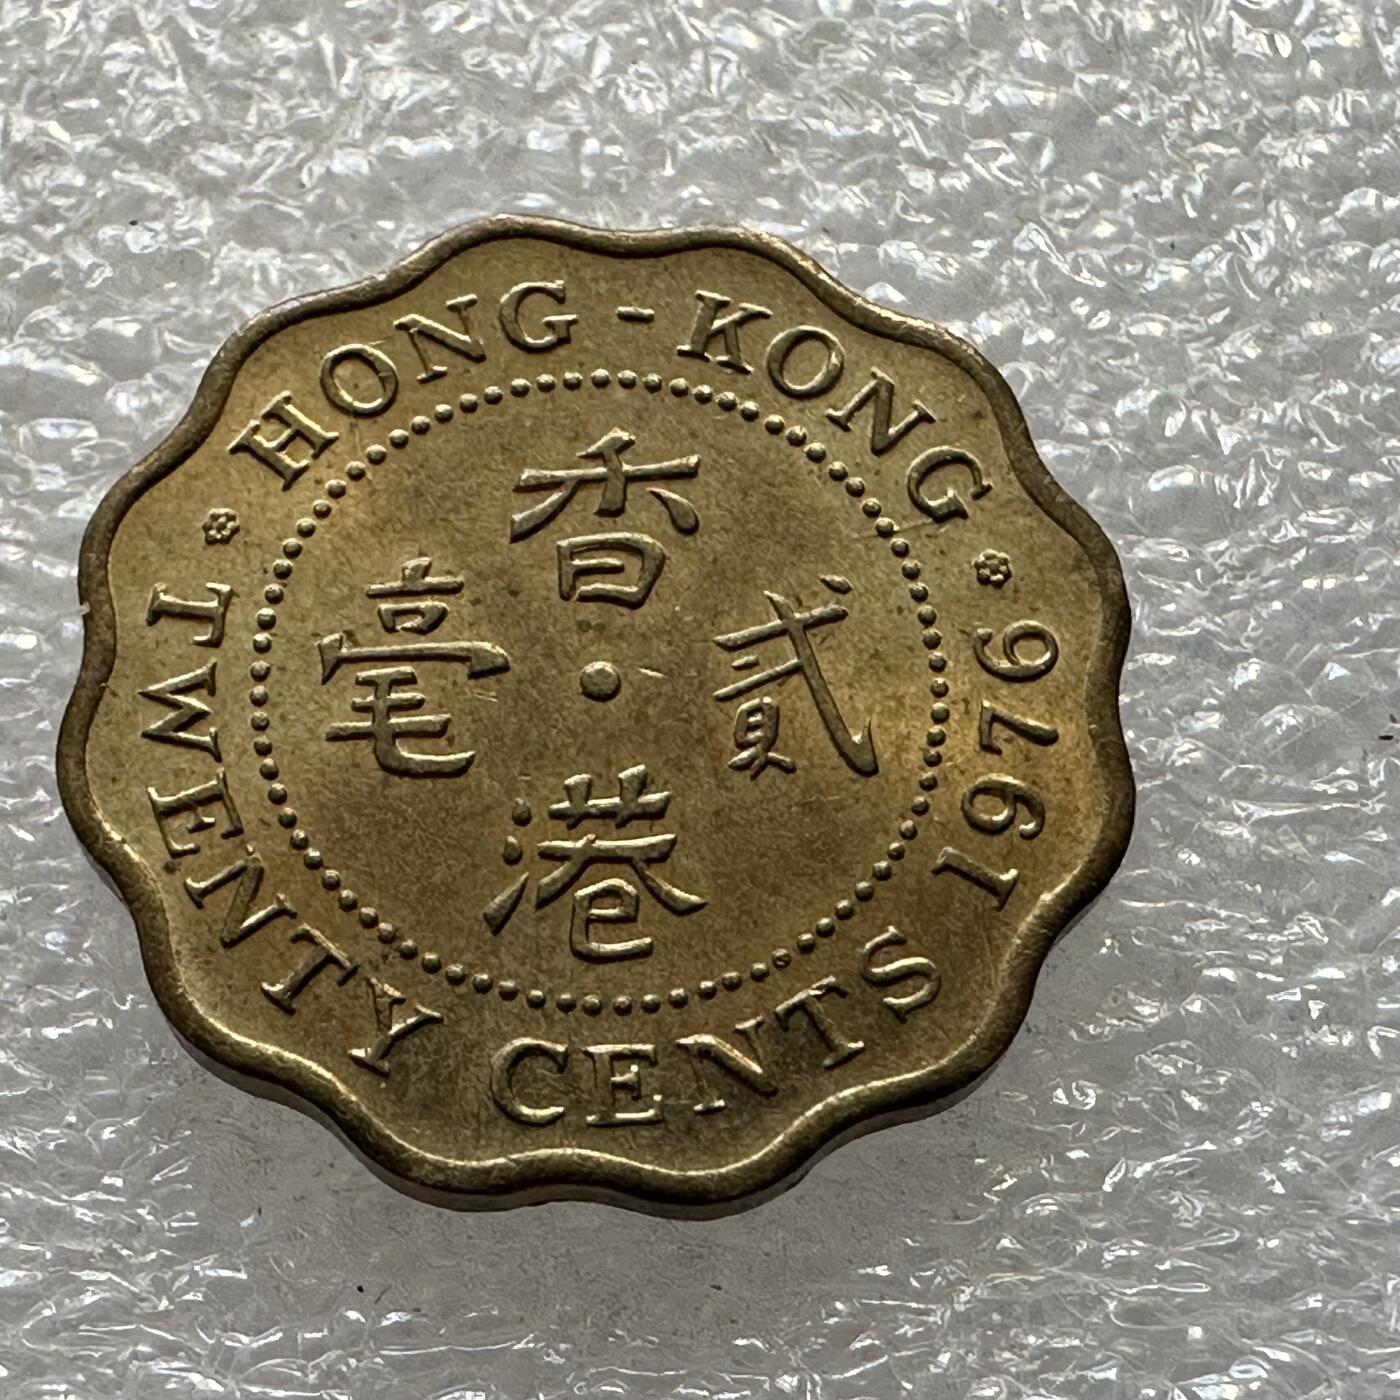 HONG-KONG
1976
TWENTY CENTS
香港
貳毫